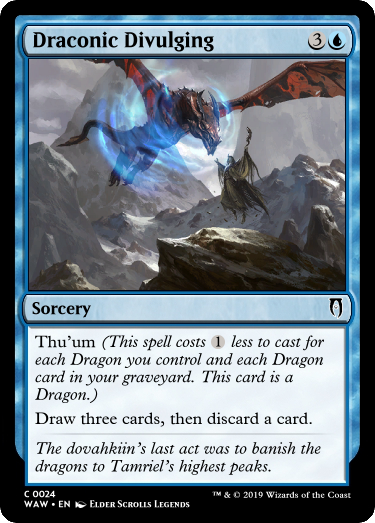 Draconic Divulging 3
Sorcery
Thu'um (This spell costs 1 less to cast for
each Dragon you control and each Dragon
card in your graveyard. This card is a
Dragon.)
Draw three cards, then discard a card.
The dovahkiin's last act was to banish the
dragons to Tamriel's highest peaks.
C 0024 ™ & © 2019 Wizards of the Coast
WAW • EN Elder Scrolls Legends